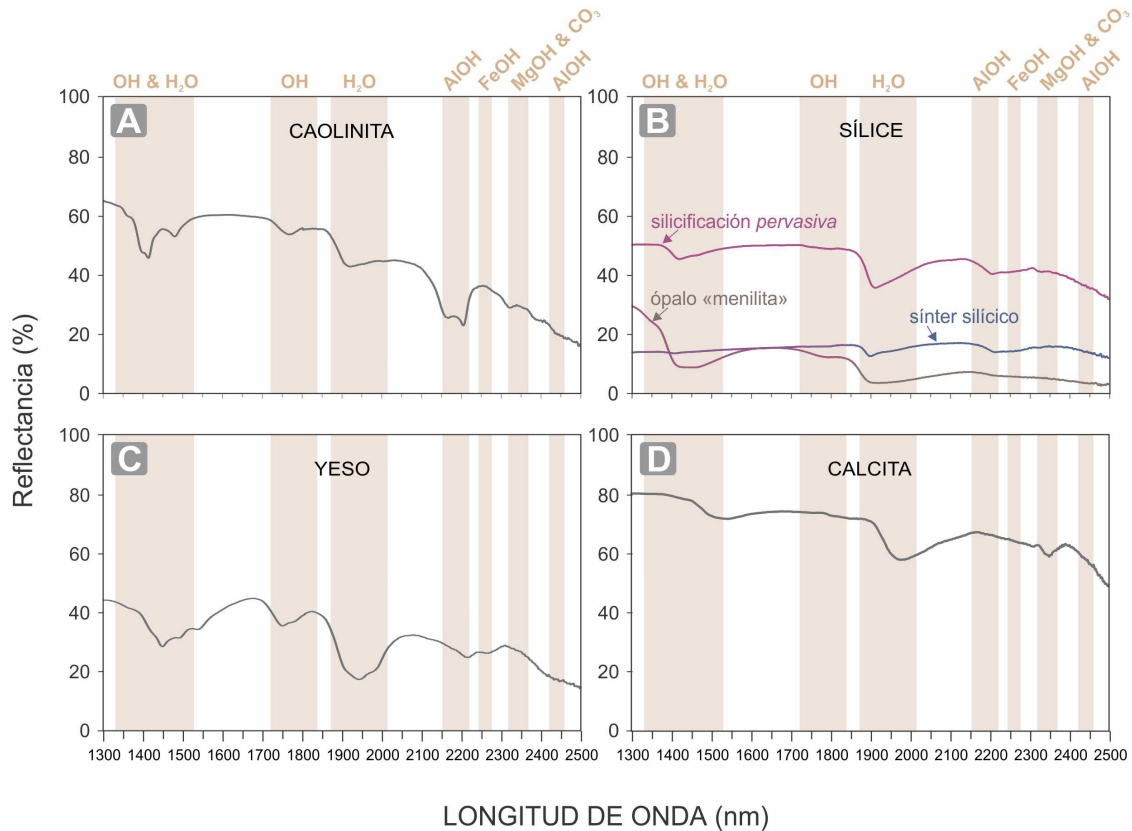 OH & H₂O OH H₂O AlOH FeOH MgOH & CO₃ AlOH
OH & H₂O OH H₂O AlOH FeOH MgOH & CO₃ AlOH
A
CAOLINITA
100
80
60
40
20
0
B
SÍLICE
silicificación pervasiva
ópalo «menilita»
sínter silícico
100
80
60
40
20
0
Reflectancia (%)
C
YESO
100
80
60
40
20
0
1300 1400 1500 1600 1700 1800 1900 2000 2100 2200 2300 2400 2500
D
CALCITA
100
80
60
40
20
0
1300 1400 1500 1600 1700 1800 1900 2000 2100 2200 2300 2400 2500
LONGITUD DE ONDA (nm)